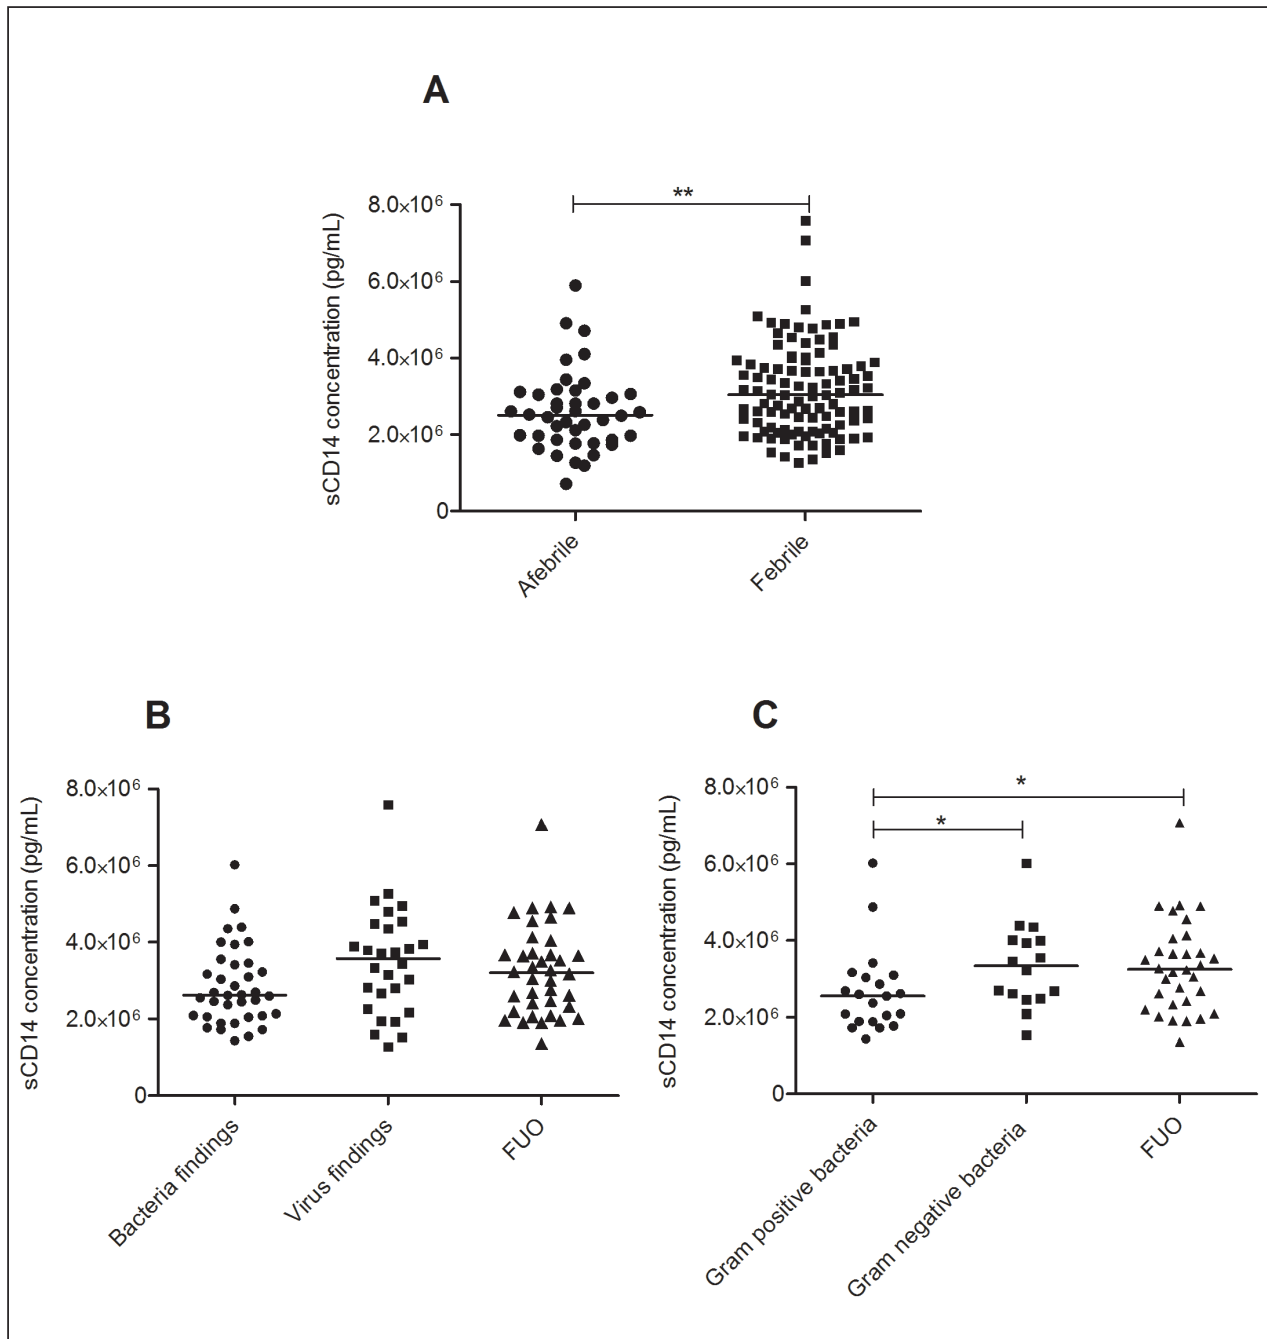 A
**
8.0×10⁶
6.0×10⁶
4.0×10⁶
2.0×10⁶
0
sCD14 concentration (pg/mL)
Afebrile
Febrile
B
8.0×10⁶
6.0×10⁶
4.0×10⁶
2.0×10⁶
0
sCD14 concentration (pg/mL)
Bacteria findings
Virus findings
FUO
C
*
*
8.0×10⁶
6.0×10⁶
4.0×10⁶
2.0×10⁶
0
sCD14 concentration (pg/mL)
Gram positive bacteria
Gram negative bacteria
FUO